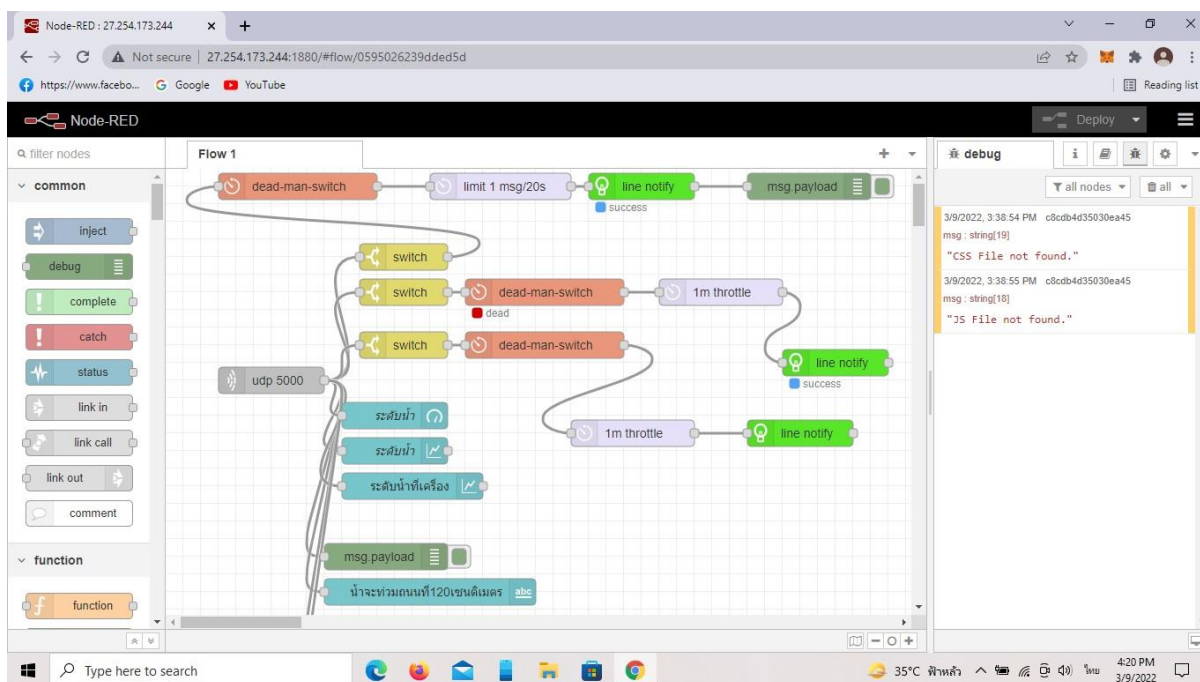 Node-RED : 27.254.173.244
Not secure | 27.254.173.244:1880/#flow/0595026239dded5d
https://www.facebo... Google YouTube
Reading list
Node-RED
Deploy
filter nodes
Flow 1
debug
all nodes
all
common
inject
debug
complete
catch
status
link in
link call
link out
comment
function
function
dead-man-switch
limit 1 msg/20s
line notify
success
msg.payload
switch
switch
dead-man-switch
dead
1m throttle
switch
dead-man-switch
line notify
success
udp 5000
ระดับน้ำ
1m throttle
line notify
ระดับน้ำ
ระดับน้ำที่เครื่อง
msg.payload
น้ำจะท่วมถนนที่120เซนติเมตร abc
3/9/2022, 3:38:54 PM c8cdb4d35030ea45
msg : string[19]
"CSS File not found."
3/9/2022, 3:38:55 PM c8cdb4d35030ea45
msg : string[18]
"JS File not found."
Type here to search
35°C ฟ้าหลัว
ไทย
4:20 PM
3/9/2022